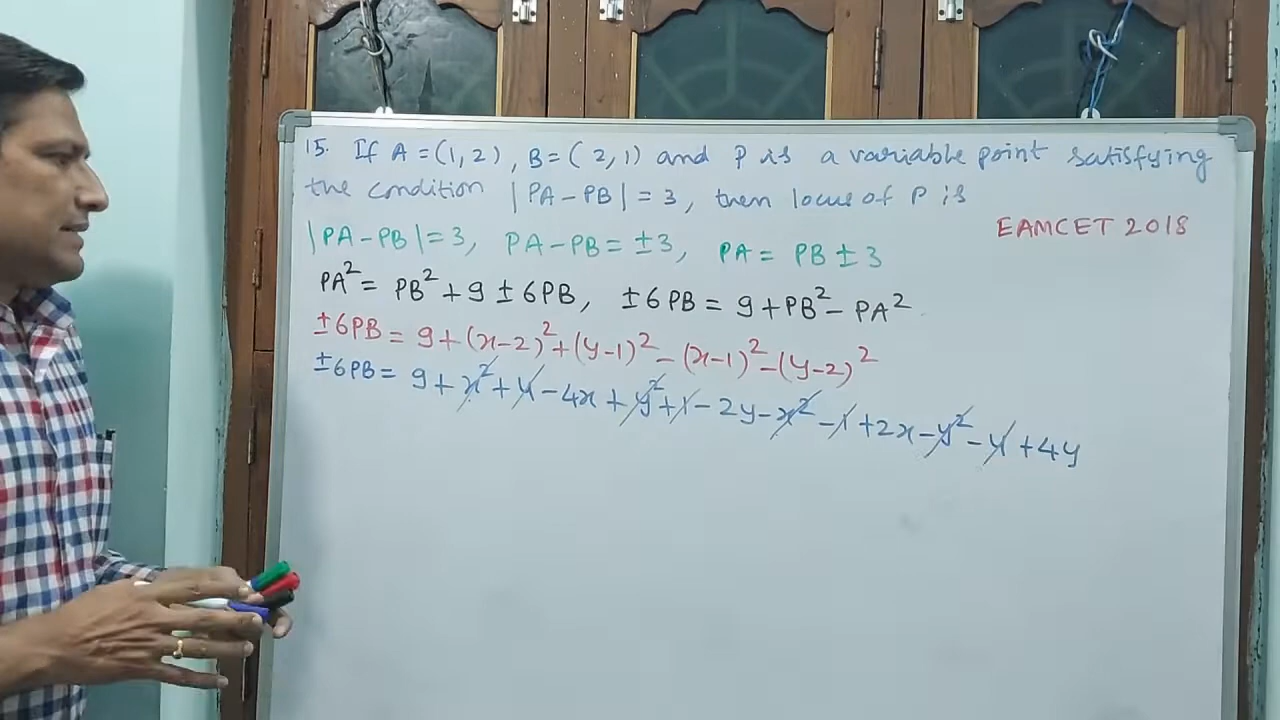 15. If A = (1, 2), B = ( 2, 1) and P is a variable point satisfying
the condition |PA - PB| = 3, then locus of P is
EAMCET 2018
|PA - PB| = 3, PA - PB = ±3, PA = PB ± 3
PA² = PB² + 9 ± 6PB, ±6PB = 9 + PB² - PA²
±6PB = 9 + (x-2)² + (y-1)² - (x-1)² - (y-2)²
±6PB = 9 + x² + 4 - 4x + y² + 1 - 2y - x² - 1 + 2x - y² - 4 + 4y